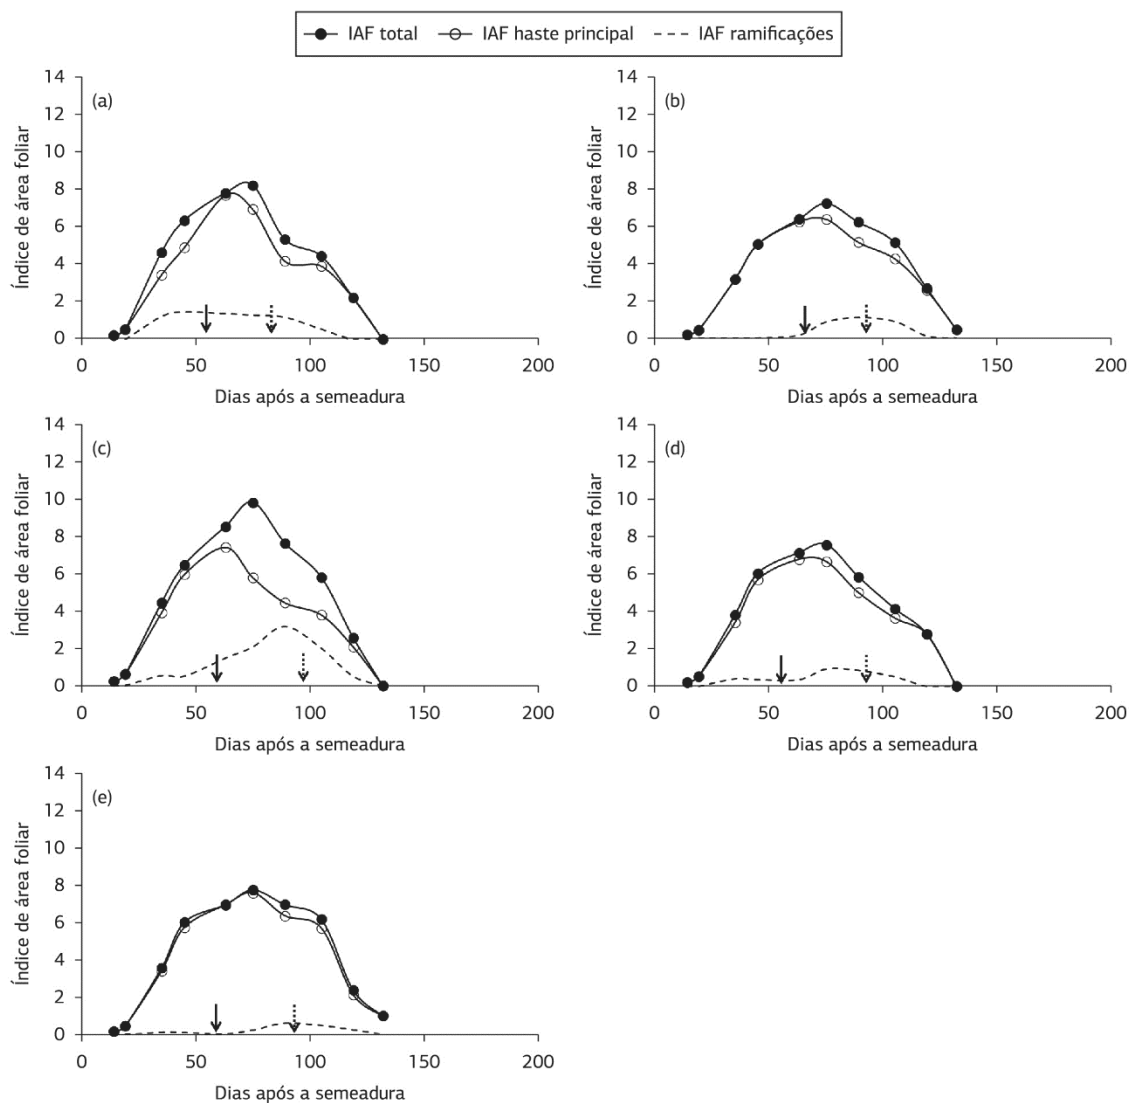 IAF total IAF haste principal IAF ramificações
(a)
Índice de área foliar
14
12
10
8
6
4
2
0
0 50 100 150 200
Dias após a semeadura
(b)
Índice de área foliar
14
12
10
8
6
4
2
0
0 50 100 150 200
Dias após a semeadura
(c)
Índice de área foliar
14
12
10
8
6
4
2
0
0 50 100 150 200
Dias após a semeadura
(d)
Índice de área foliar
14
12
10
8
6
4
2
0
0 50 100 150 200
Dias após a semeadura
(e)
Índice de área foliar
14
12
10
8
6
4
2
0
0 50 100 150 200
Dias após a semeadura